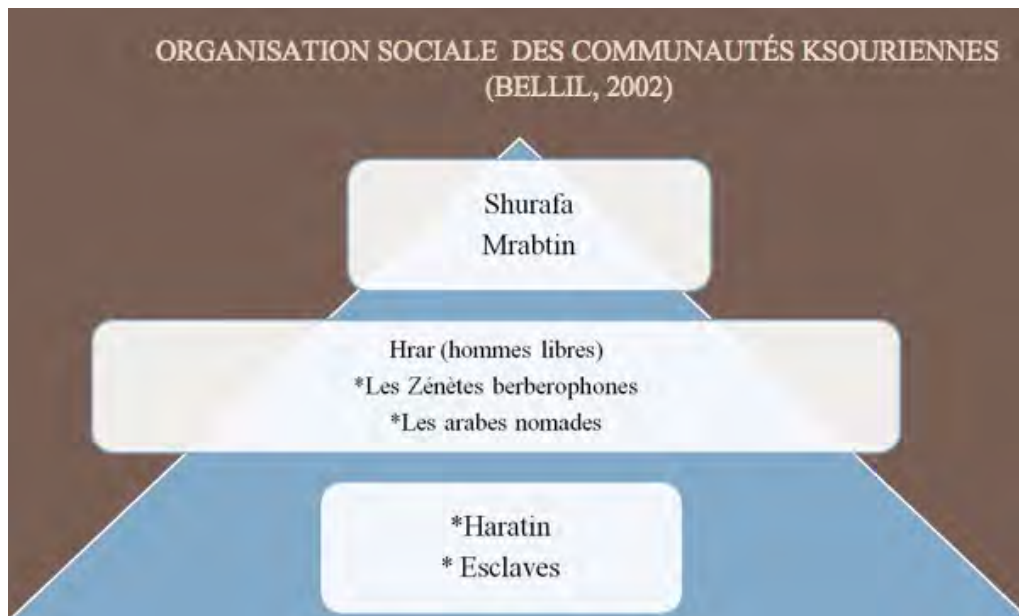 ORGANISATION SOCIALE DES COMMUNAUTÉS KSOURIENNES
(BELLIL, 2002)
Shurafa
Mrabtin
Hrar (hommes libres)
*Les Zénètes berberophones
*Les arabes nomades
*Haratin
* Esclaves